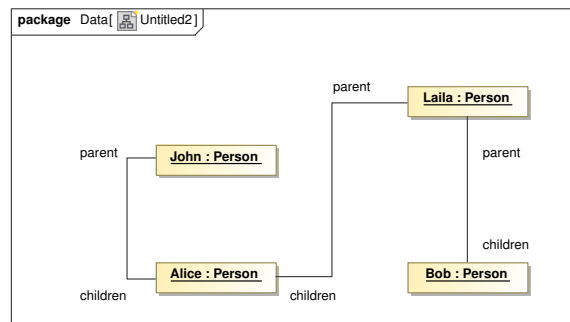 package Data[ Untitled2]
parent
Laila : Person
parent
John : Person
parent
children
Alice : Person
Bob : Person
children
children